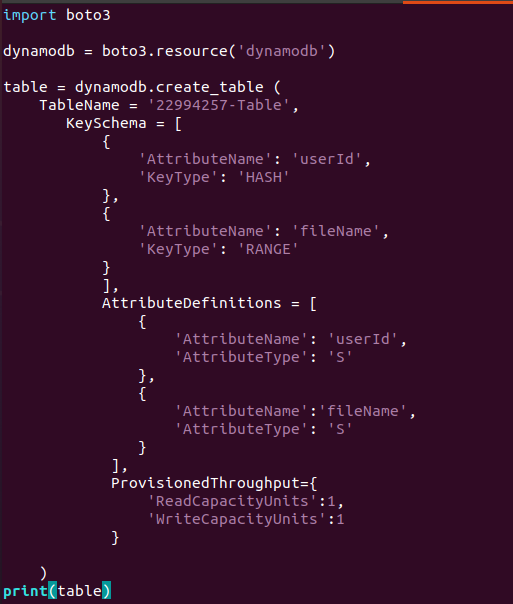 import boto3
dynamodb = boto3.resource('dynamodb')
table = dynamodb.create_table (
    TableName = '22994257-Table',
       KeySchema = [
           {
               'AttributeName': 'userId',
               'KeyType': 'HASH'
           },
           {
               'AttributeName': 'fileName',
               'KeyType': 'RANGE'
           }
           ],
           AttributeDefinitions = [
               {
                   'AttributeName': 'userId',
                   'AttributeType': 'S'
               },
               {
                   'AttributeName':'fileName',
                   'AttributeType': 'S'
               }
            ],
            ProvisionedThroughput={
                'ReadCapacityUnits':1,
                'WriteCapacityUnits':1
            }
    )
print(table)